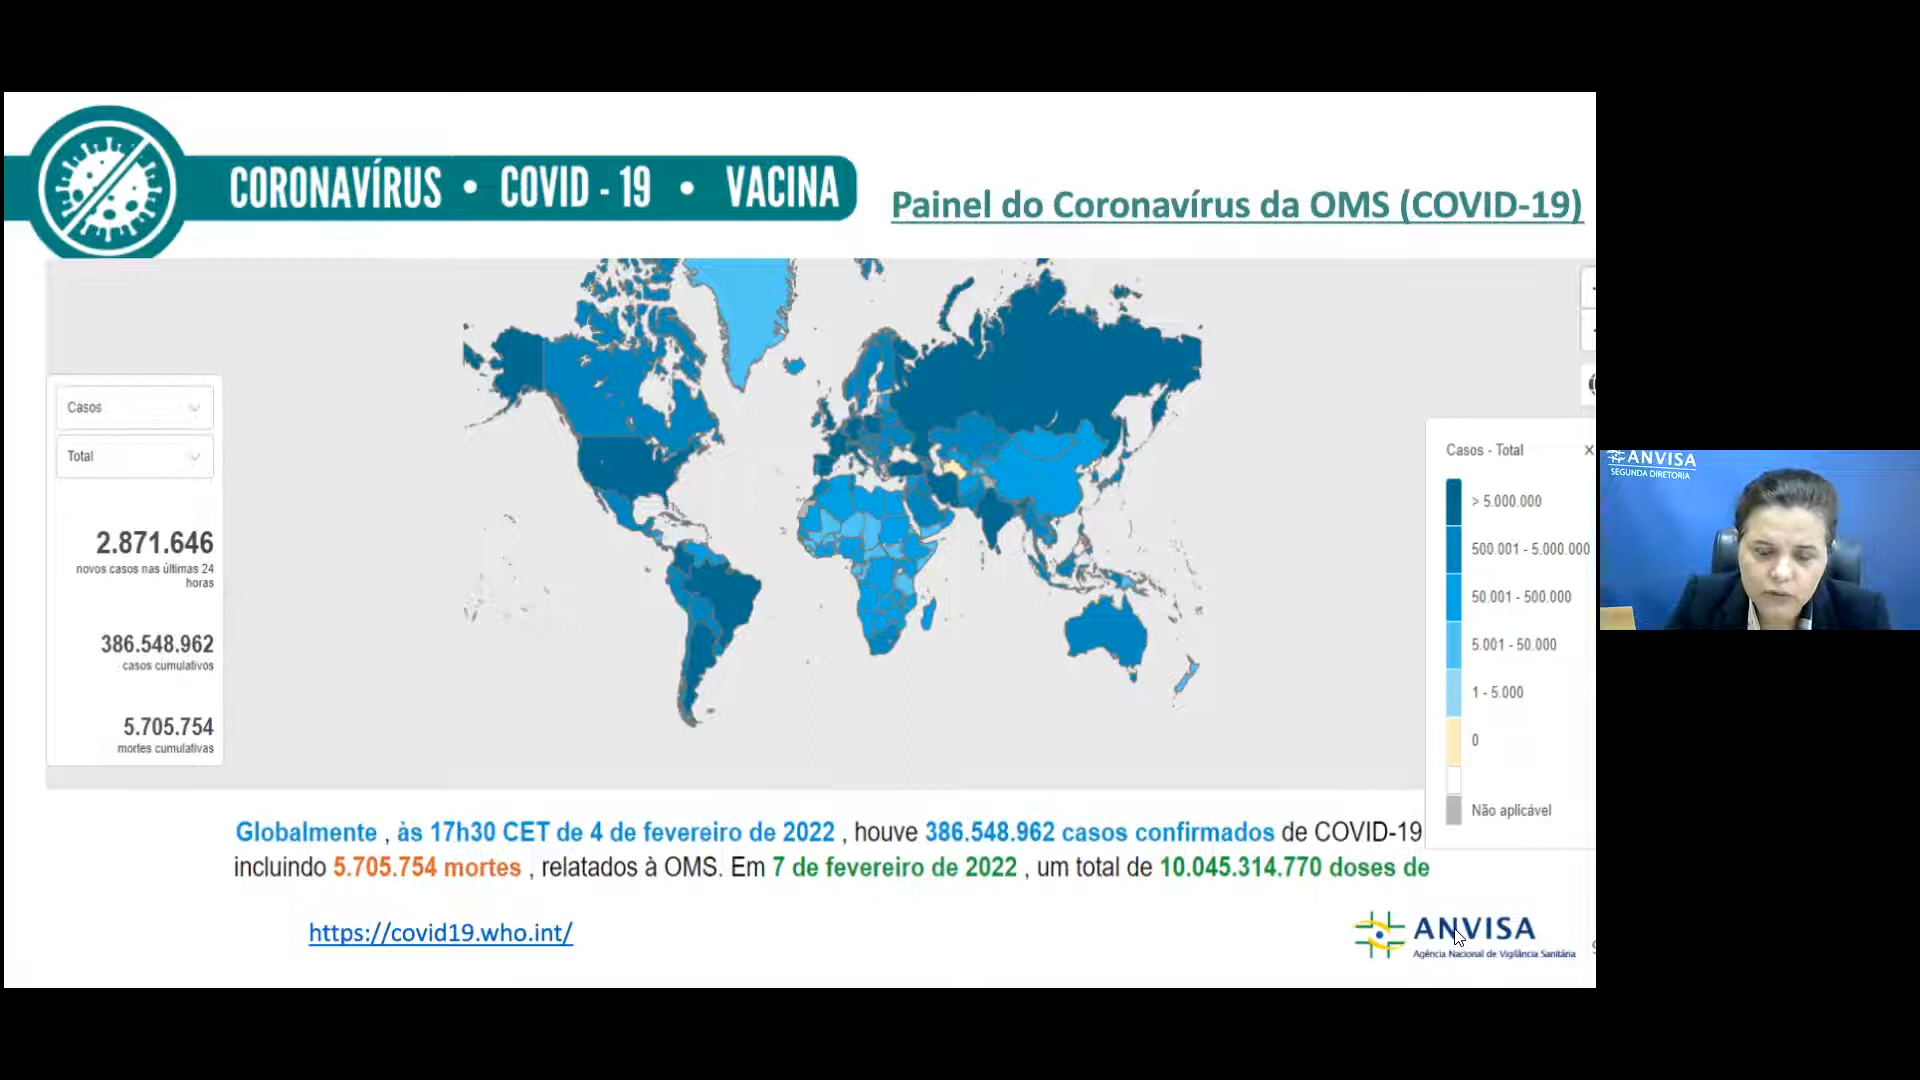 CORONAVÍRUS • COVID - 19 • VACINA
Painel do Coronavírus da OMS (COVID-19)
Casos
Total
2.871.646
novos casos nas últimas 24
horas
386.548.962
casos cumulativos
5.705.754
mortes cumulativas
Casos - Total
> 5.000.000
500.001 - 5.000.000
50.001 - 500.000
5.001 - 50.000
1 - 5.000
0
Não aplicável
Globalmente , às 17h30 CET de 4 de fevereiro de 2022 , houve 386.548.962 casos confirmados de COVID-19
incluindo 5.705.754 mortes , relatados à OMS. Em 7 de fevereiro de 2022 , um total de 10.045.314.770 doses de
https://covid19.who.int/
ANVISA
Agência Nacional de Vigilância Sanitária
ANVISA
SEGUNDA DIRETORIA